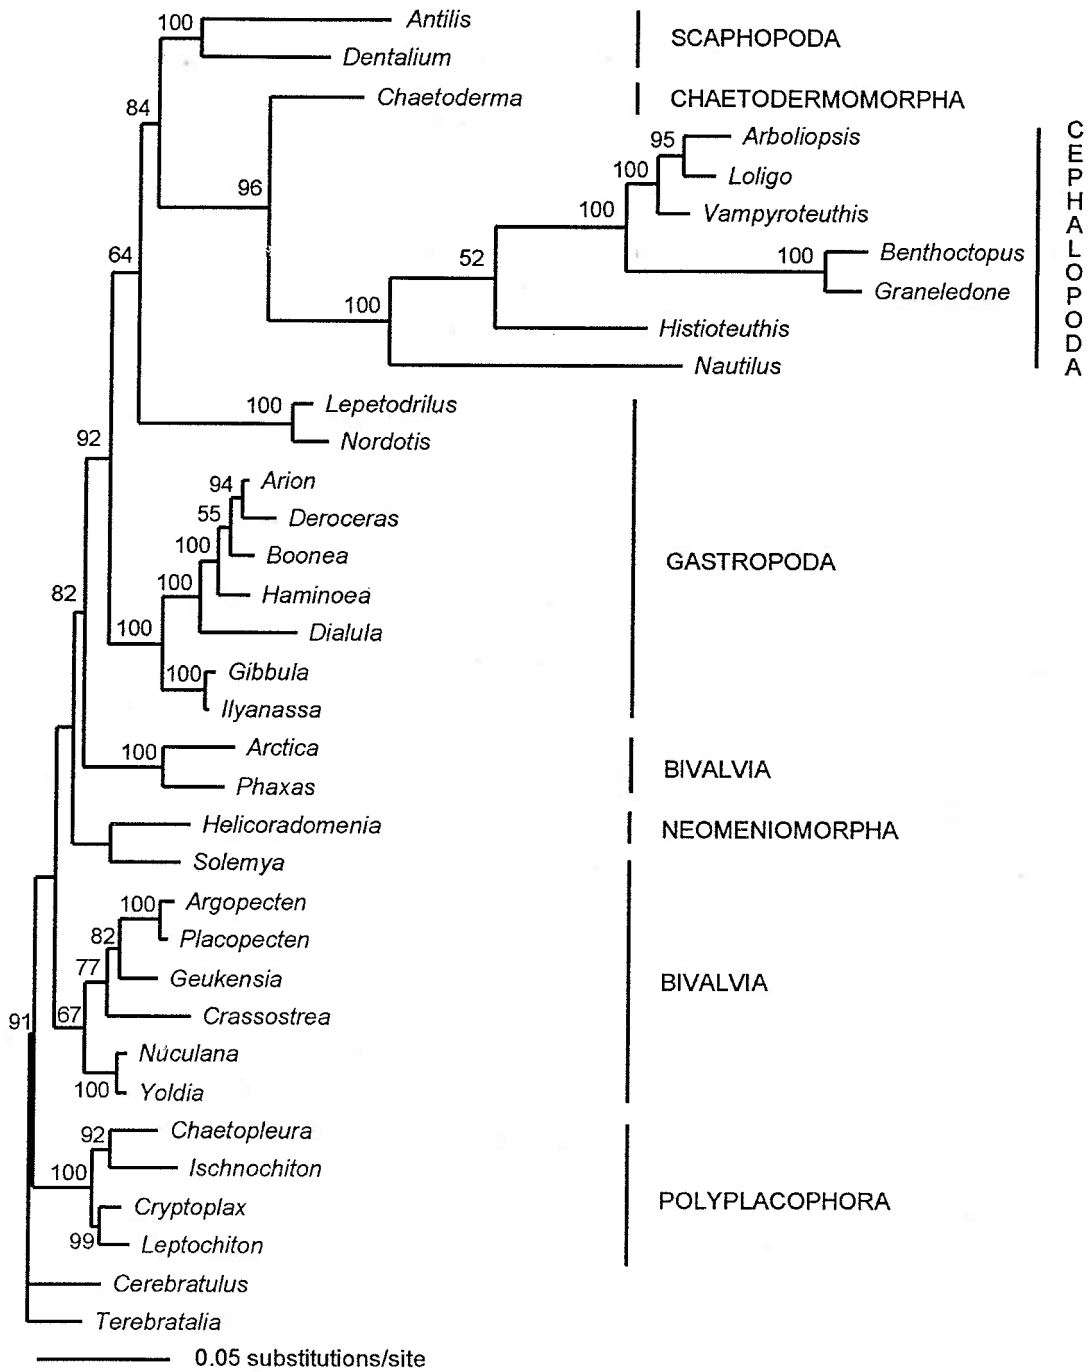 Antilis
100
SCAPHOPODA
Dentalium
Chaetoderma
CHAETODERMOMORPHA
84
CEPHALOPODA
Arboliopsis
95
100
Loligo
96
100
Vampyroteuthis
64
52
100
Benthoctopus
Graneledone
100
Histioteuthis
Nautilus
100
Lepetodrilus
92
Nordotis
94
Arion
55
Deroceras
100
Boonea
GASTROPODA
82
100
Haminoea
100
Dialula
100
Gibbula
Ilyanassa
100
Arctica
BIVALVIA
Phaxas
Helicoradomenia
NEOMENIOMORPHA
Solemya
100
Argopecten
82
Placopecten
77
Geukensia
BIVALVIA
91
67
Crassostrea
Nuculana
100
Yoldia
92
Chaetopleura
100
Ischnochiton
POLYPLACOPHORA
Cryptoplax
99
Leptochiton
Cerebratulus
Terebratalia
0.05 substitutions/site